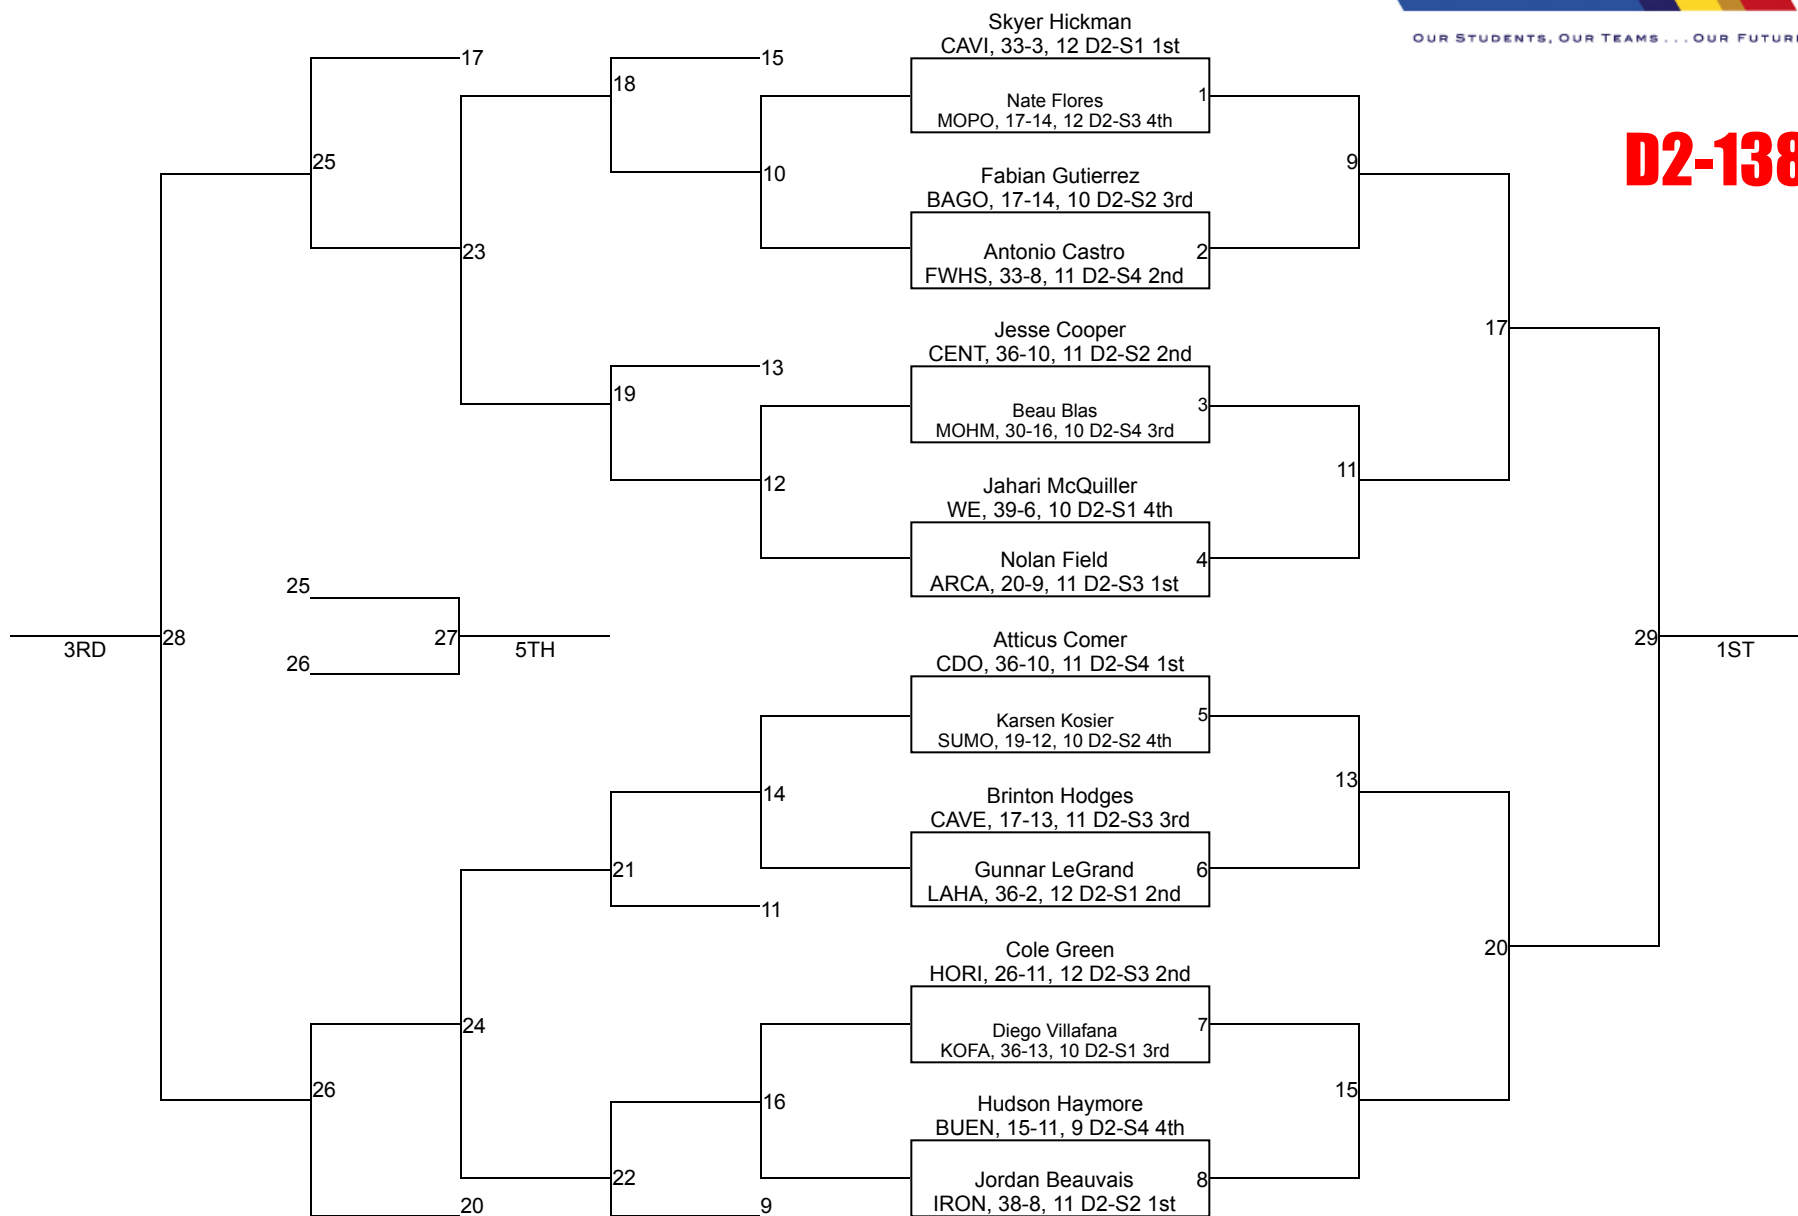 OUR STUDENTS, OUR TEAMS...OUR FUTURE
D2-138
Skyer Hickman
CAVI, 33-3, 12 D2-S1 1st
Nate Flores
MOPO, 17-14, 12 D2-S3 4th
1
Fabian Gutierrez
BAGO, 17-14, 10 D2-S2 3rd
Antonio Castro
FWHS, 33-8, 11 D2-S4 2nd
2
Jesse Cooper
CENT, 36-10, 11 D2-S2 2nd
Beau Blas
MOHM, 30-16, 10 D2-S4 3rd
3
Jahari McQuiller
WE, 39-6, 10 D2-S1 4th
Nolan Field
ARCA, 20-9, 11 D2-S3 1st
4
Atticus Comer
CDO, 36-10, 11 D2-S4 1st
Karsen Kosier
SUMO, 19-12, 10 D2-S2 4th
5
Brinton Hodges
CAVE, 17-13, 11 D2-S3 3rd
Gunnar LeGrand
LAHA, 36-2, 12 D2-S1 2nd
6
Cole Green
HORI, 26-11, 12 D2-S3 2nd
Diego Villafana
KOFA, 36-13, 10 D2-S1 3rd
7
Hudson Haymore
BUEN, 15-11, 9 D2-S4 4th
Jordan Beauvais
IRON, 38-8, 11 D2-S2 1st
8
9
11
13
15
17
20
29
1ST
15
10
13
12
14
11
16
9
18
19
21
22
17
23
24
20
25
26
25
26
27
5TH
28
3RD